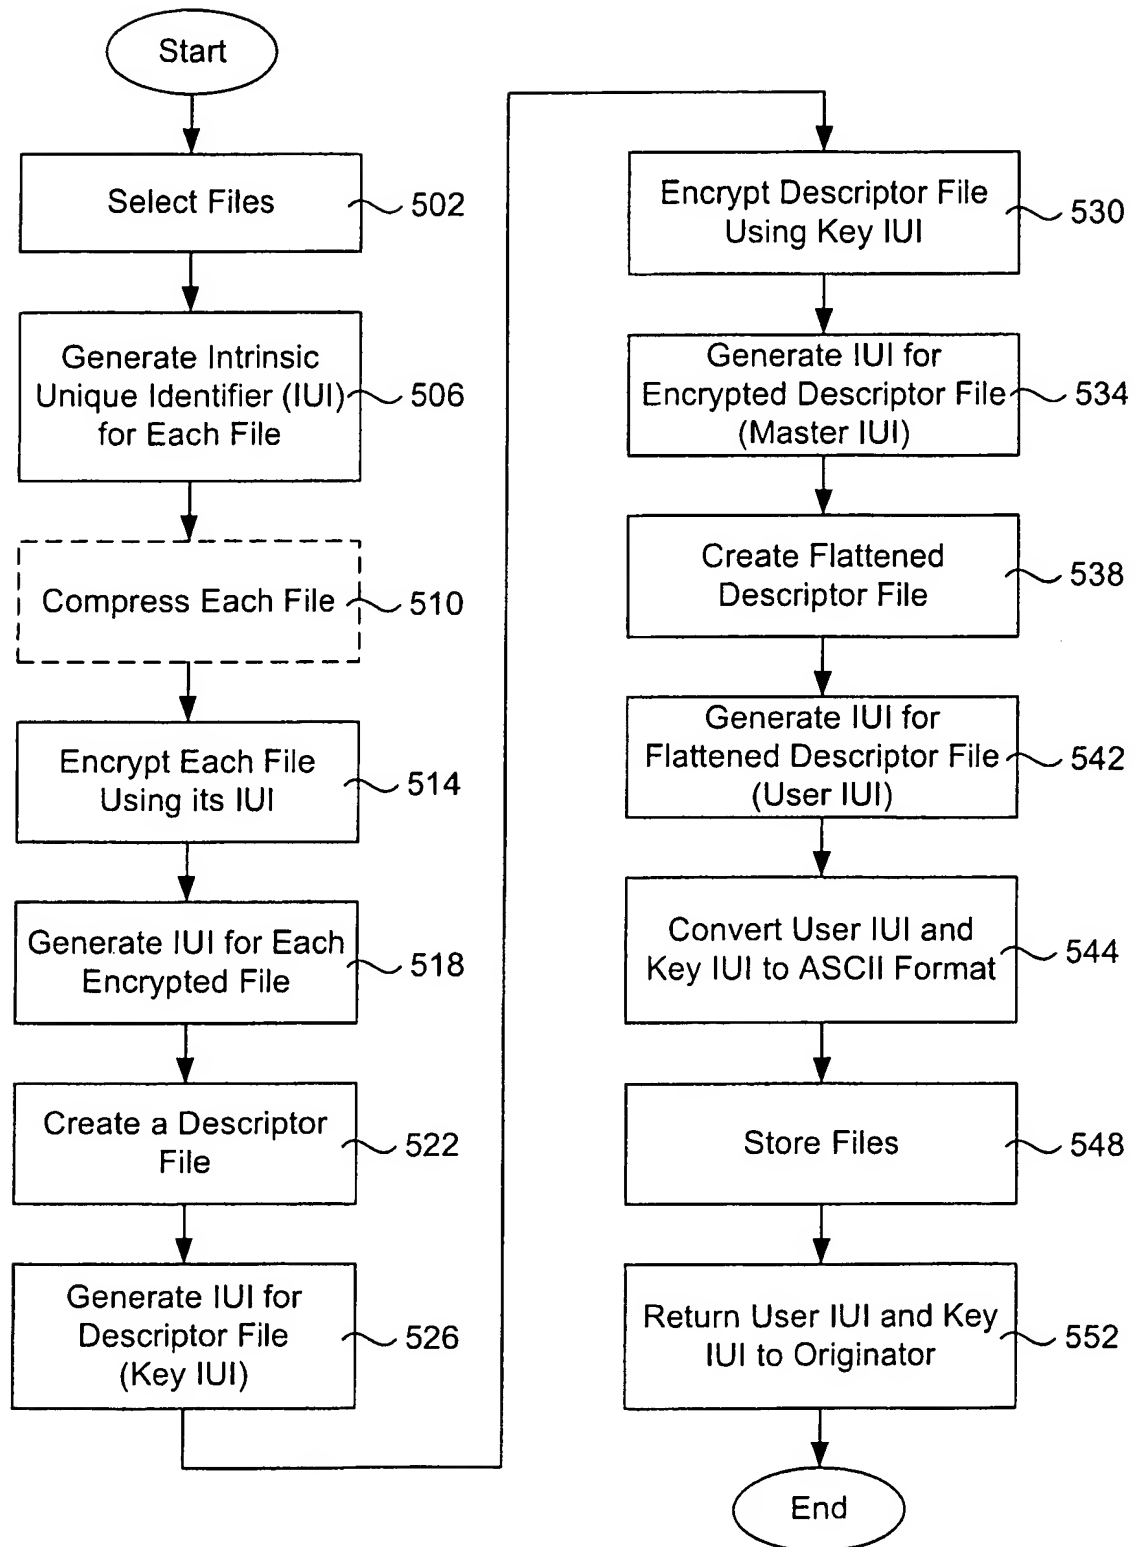 Start
Select Files
502
Generate Intrinsic
Unique Identifier (IUI)
for Each File
506
Compress Each File
510
Encrypt Each File
Using its IUI
514
Generate IUI for Each
Encrypted File
518
Create a Descriptor
File
522
Generate IUI for
Descriptor File
(Key IUI)
526
Encrypt Descriptor File
Using Key IUI
530
Generate IUI for
Encrypted Descriptor File
(Master IUI)
534
Create Flattened
Descriptor File
538
Generate IUI for
Flattened Descriptor File
(User IUI)
542
Convert User IUI and
Key IUI to ASCII Format
544
Store Files
548
Return User IUI and Key
IUI to Originator
552
End